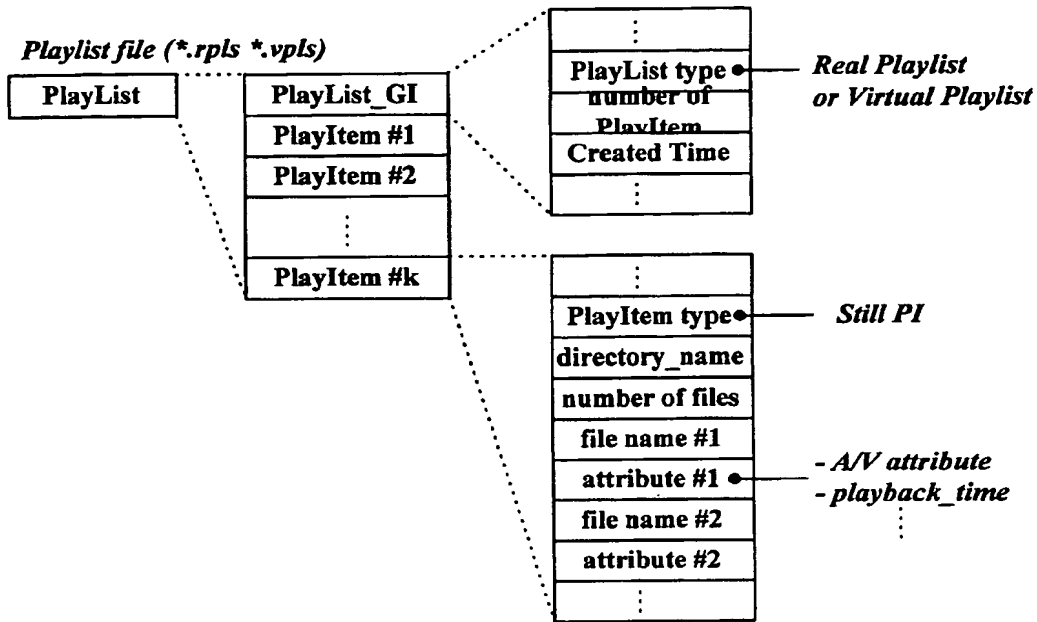 Playlist file (*.rpls *.vpls)
PlayList
PlayList_GI
PlayItem #1
PlayItem #2
PlayItem #k
PlayList type
number of
PlayItem
Created Time
Real Playlist
or Virtual Playlist
PlayItem type
directory_name
number of files
file name #1
attribute #1
file name #2
attribute #2
Still PI
- A/V attribute
- playback_time